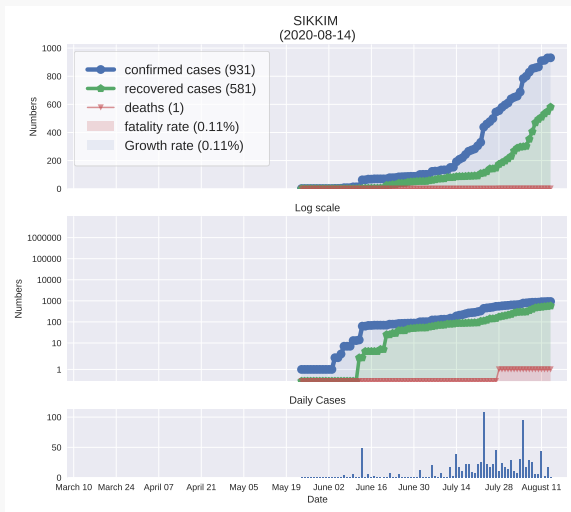 SIKKIM
(2020-08-14)
Numbers
1000
800
600
400
200
0
confirmed cases (931)
recovered cases (581)
deaths (1)
fatality rate (0.11%)
Growth rate (0.11%)
Log scale
Numbers
1000000
100000
10000
1000
100
10
1
Daily Cases
100
50
0
March 10 March 24 April 07 April 21 May 05 May 19 June 02 June 16 June 30 July 14 July 28 August 11
Date